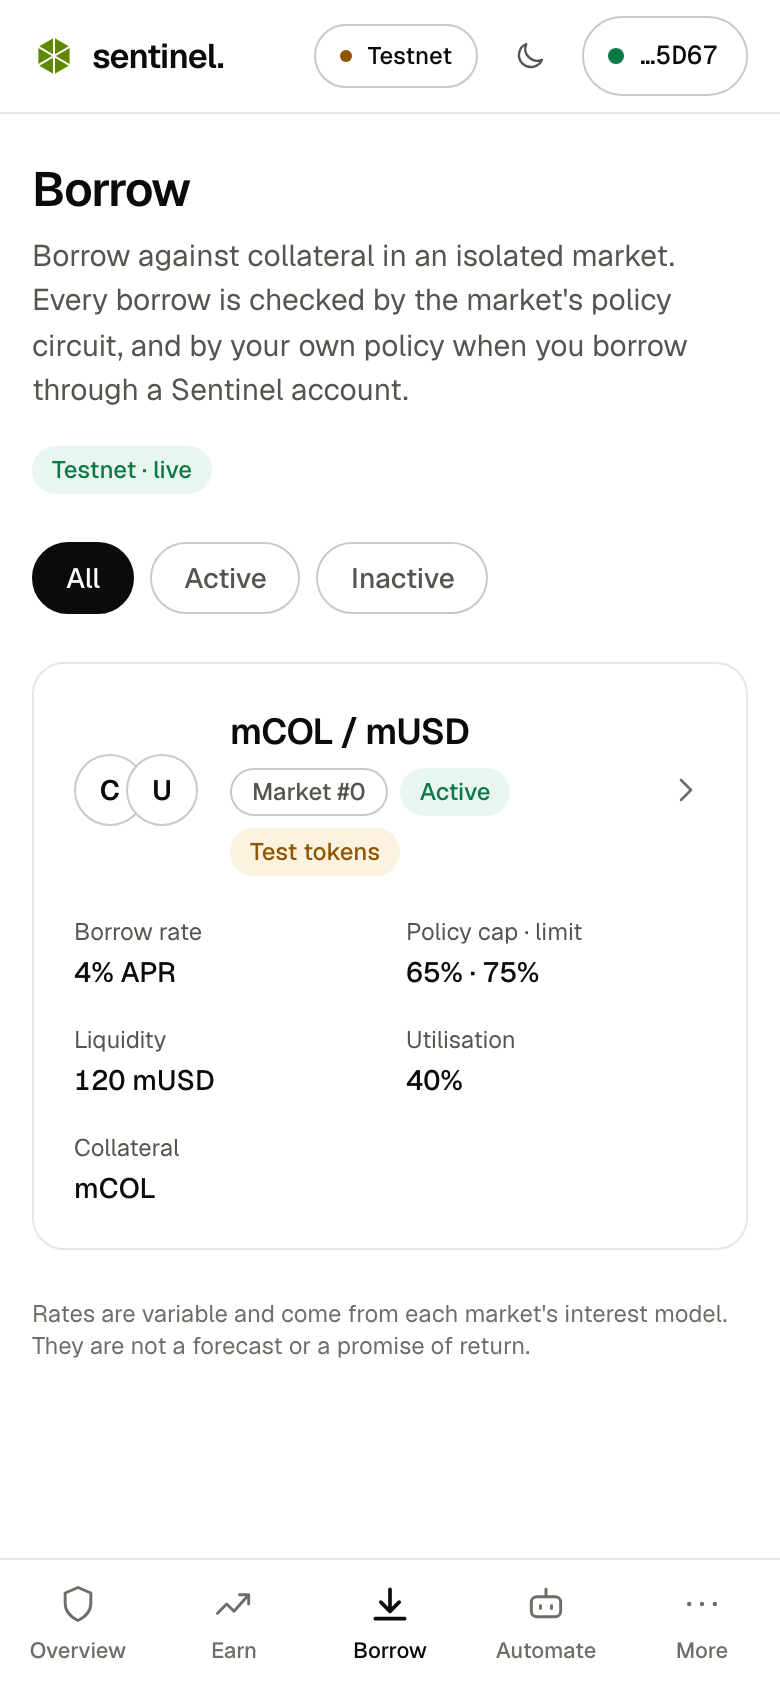 sentinel.
Testnet
...5D67
Borrow
Borrow against collateral in an isolated market.
Every borrow is checked by the market's policy
circuit, and by your own policy when you borrow
through a Sentinel account.
Testnet · live
All
Active
Inactive
mCOL / mUSD
C
U
Market #0
Active
Test tokens
Borrow rate
Policy cap · limit
4% APR
65% · 75%
Liquidity
Utilisation
120 mUSD
40%
Collateral
mCOL
Rates are variable and come from each market's interest model.
They are not a forecast or a promise of return.
Overview
Earn
Borrow
Automate
More